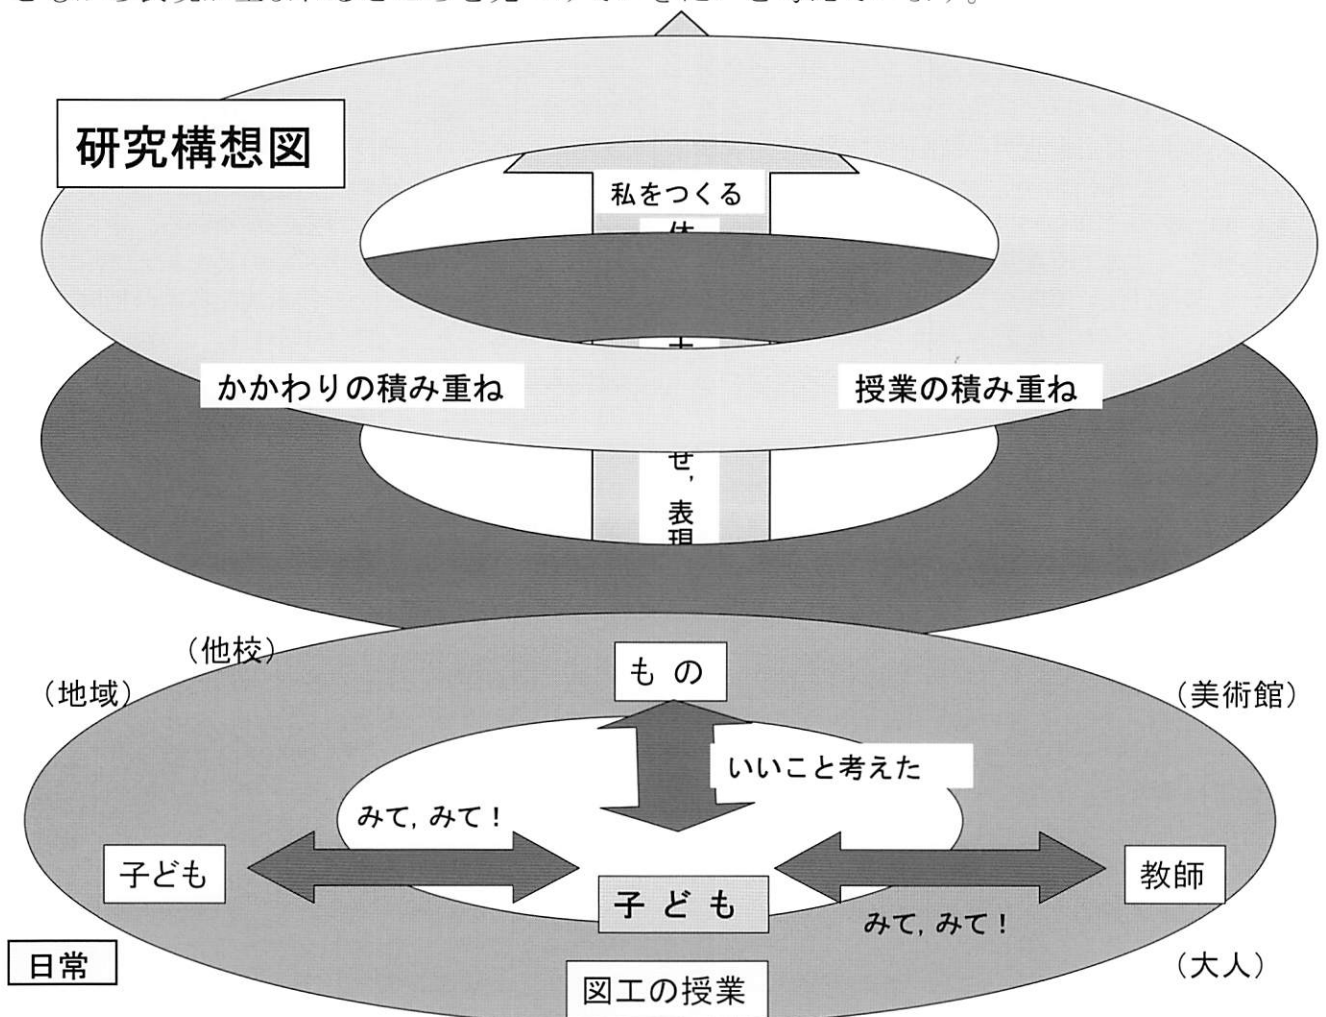 研究構想図
私をつくる
かかわりの積み重ね
授業の積み重ね
せ，表現
（他校）
（地域）
もの
（美術館）
いいこと考えた
みて，みて！
子ども
子ども
教師
みて，みて！
日常
（大人）
図工の授業